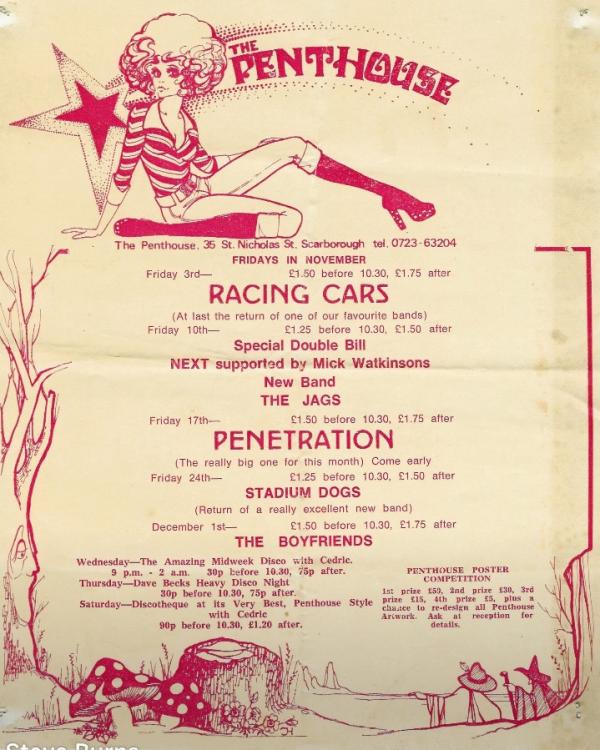 THE
PENTHOUSE
The Penthouse, 35 St. Nicholas St. Scarborough tel. 0723-63204
FRIDAYS IN NOVEMBER
Friday 3rd— £1.50 before 10.30, £1.75 after
RACING CARS
(At last the return of one of our favourite bands)
Friday 10th— £1.25 before 10.30, £1.50 after
Special Double Bill
NEXT supported by Mick Watkinsons
New Band
THE JAGS
Friday 17th— £1.50 before 10.30, £1.75 after
PENETRATION
(The really big one for this month) Come early
Friday 24th— £1.25 before 10.30, £1.50 after
STADIUM DOGS
(Return of a really excellent new band)
December 1st— £1.50 before 10.30, £1.75 after
THE BOYFRIENDS
Wednesday—The Amazing Midweek Disco with Cedric.
9 p.m. - 2 a.m. 30p before 10.30, 75p after.
Thursday—Dave Becks Heavy Disco Night
30p before 10.30, 75p after.
Saturday—Discotheque at its Very Best, Penthouse Style
with Cedric
90p before 10.30, £1.20 after.
PENTHOUSE POSTER
COMPETITION
1st prize £50, 2nd prize £30, 3rd
prize £15, 4th prize £5, plus a
chance to re-design all Penthouse
Artwork. Ask at reception for
details.
Steve Burns